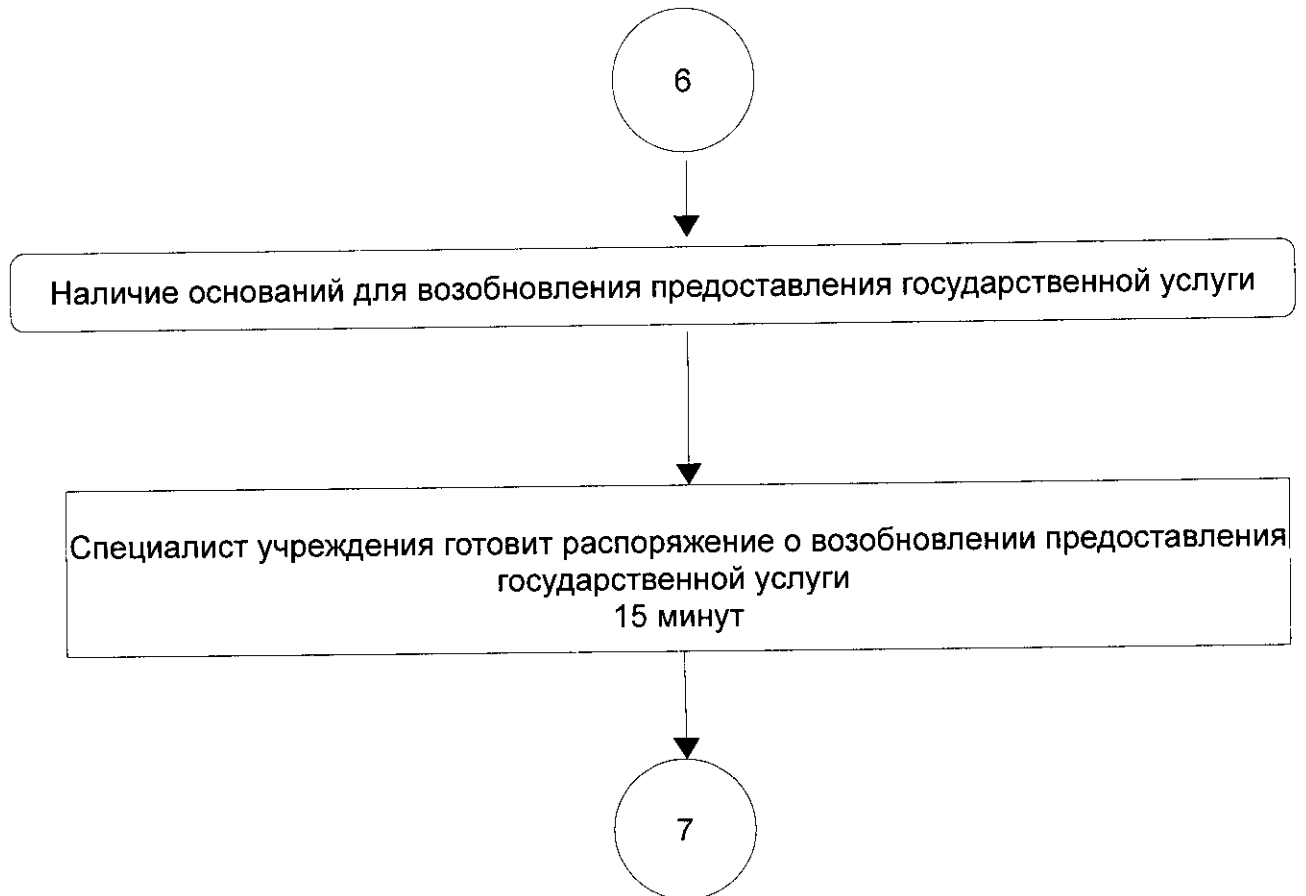 6
Наличие оснований для возобновления предоставления государственной услуги
Специалист учреждения готовит распоряжение о возобновлении предоставления
государственной услуги
15 минут
7